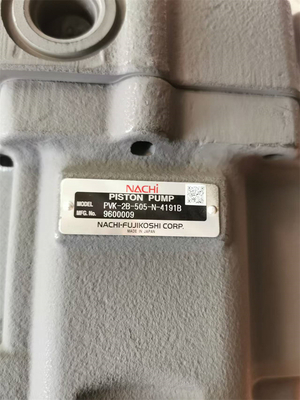 NACHi
PISTON PUMP
MODEL PVK-2B-505-N-4191B
MFG. No. 9600009
NACHI-FUJIKOSHI CORP.
MADE IN JAPAN